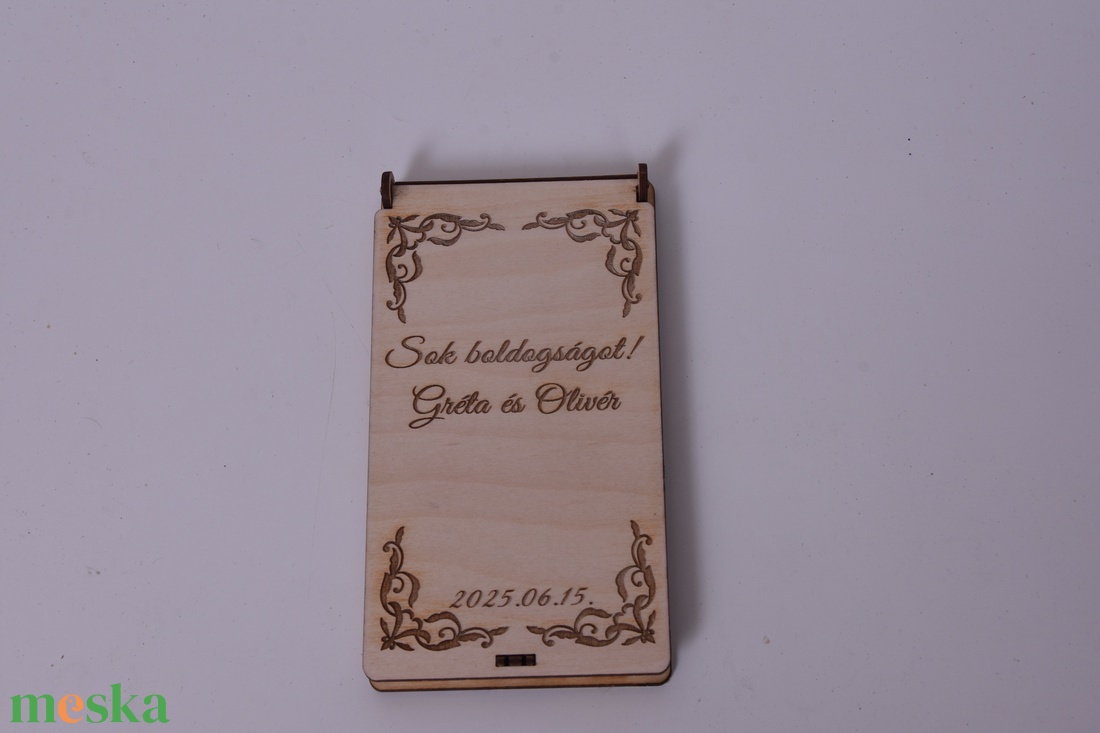 Sok boldogságot!
Gréta és Olivér
2025.06.15.
meska